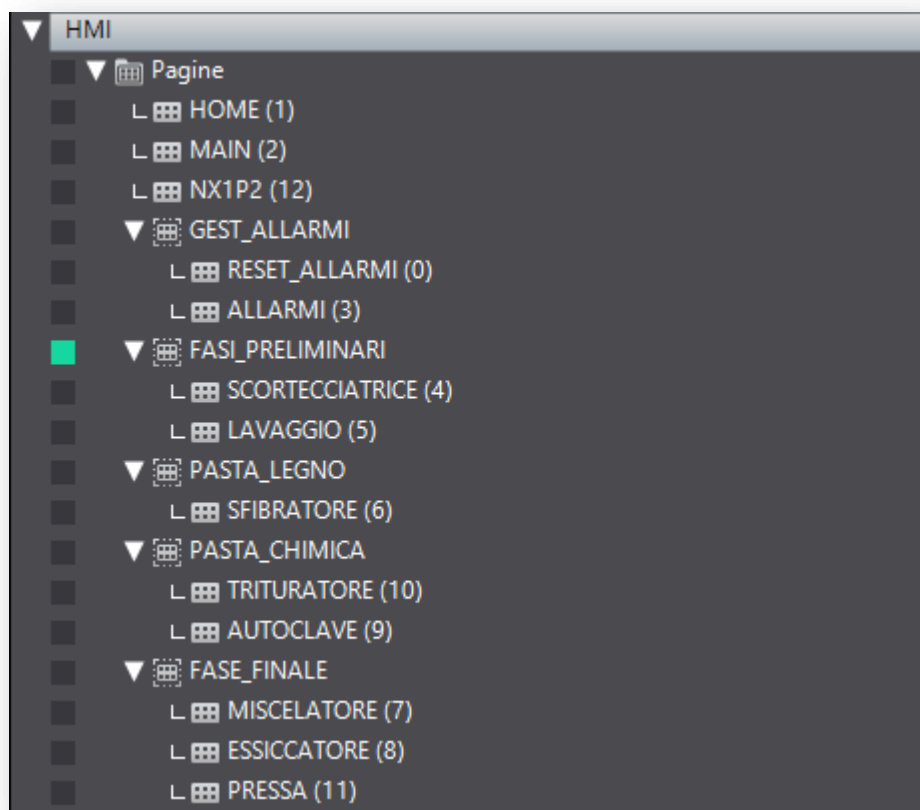 HMI
Pagine
HOME (1)
MAIN (2)
NX1P2 (12)
GEST_ALLARMI
RESET_ALLARMI (0)
ALLARMI (3)
FASI_PRELIMINARI
SCORTECCIATRICE (4)
LAVAGGIO (5)
PASTA_LEGNO
SFIBRATORE (6)
PASTA_CHIMICA
TRITURATORE (10)
AUTOCLAVE (9)
FASE_FINALE
MISCELATORE (7)
ESSICCATORE (8)
PRESSA (11)